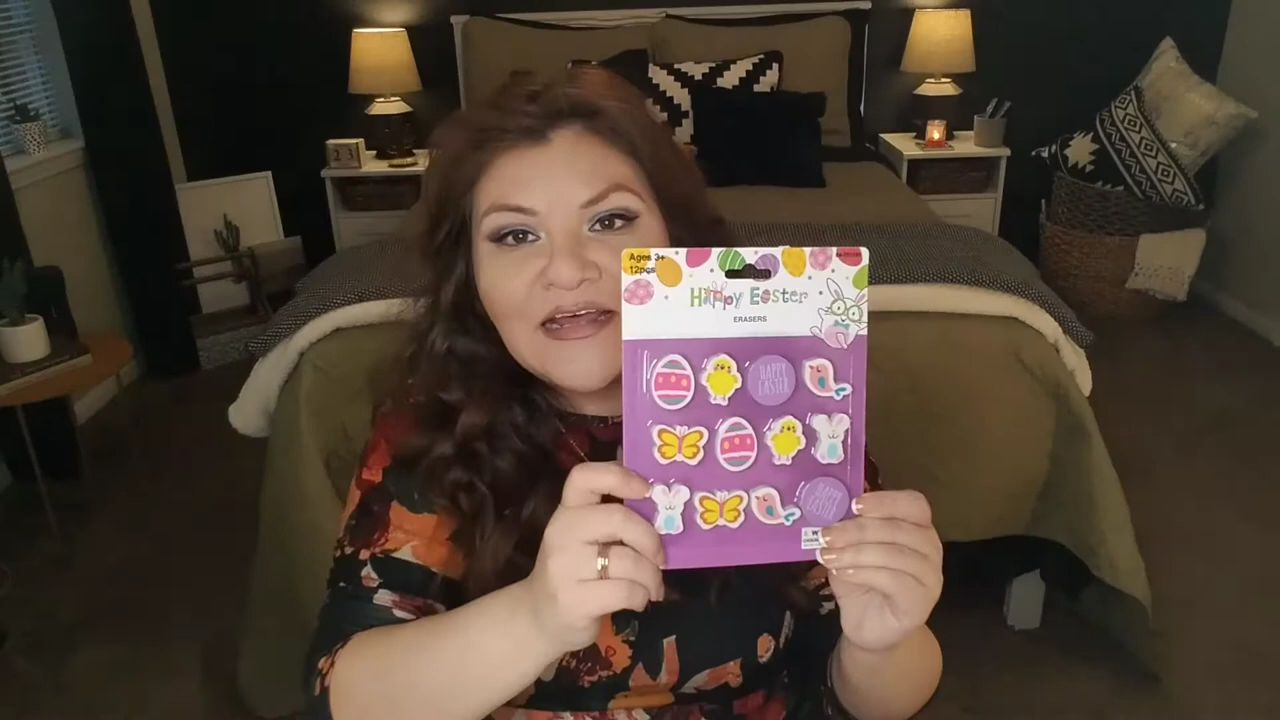 Ages 3+
12pcs
Happy Easter
ERASERS
HAPPY
EASTER
HAPPY
EASTER
23